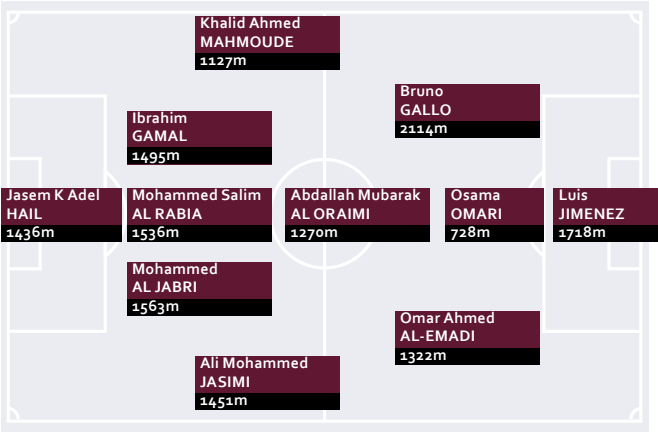 Khalid Ahmed
MAHMOUDE
1127m
Bruno
GALLO
2114m
Ibrahim
GAMAL
1495m
Jasem K Adel
HAIL
1436m
Mohammed Salim
AL RABIA
1536m
Abdallah Mubarak
AL ORAIMI
1270m
Osama
OMARI
728m
Luis
JIMENEZ
1718m
Mohammed
AL JABRI
1563m
Omar Ahmed
AL-EMADI
1322m
Ali Mohammed
JASIMI
1451m